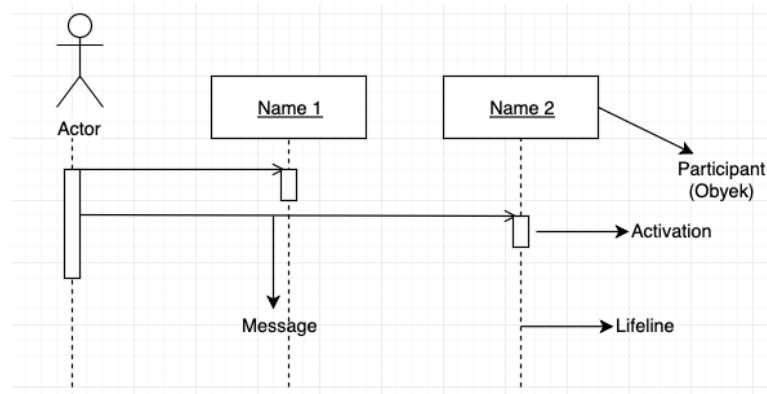 Actor
Name 1
Name 2
Participant
(Obyek)
Activation
Message
Lifeline